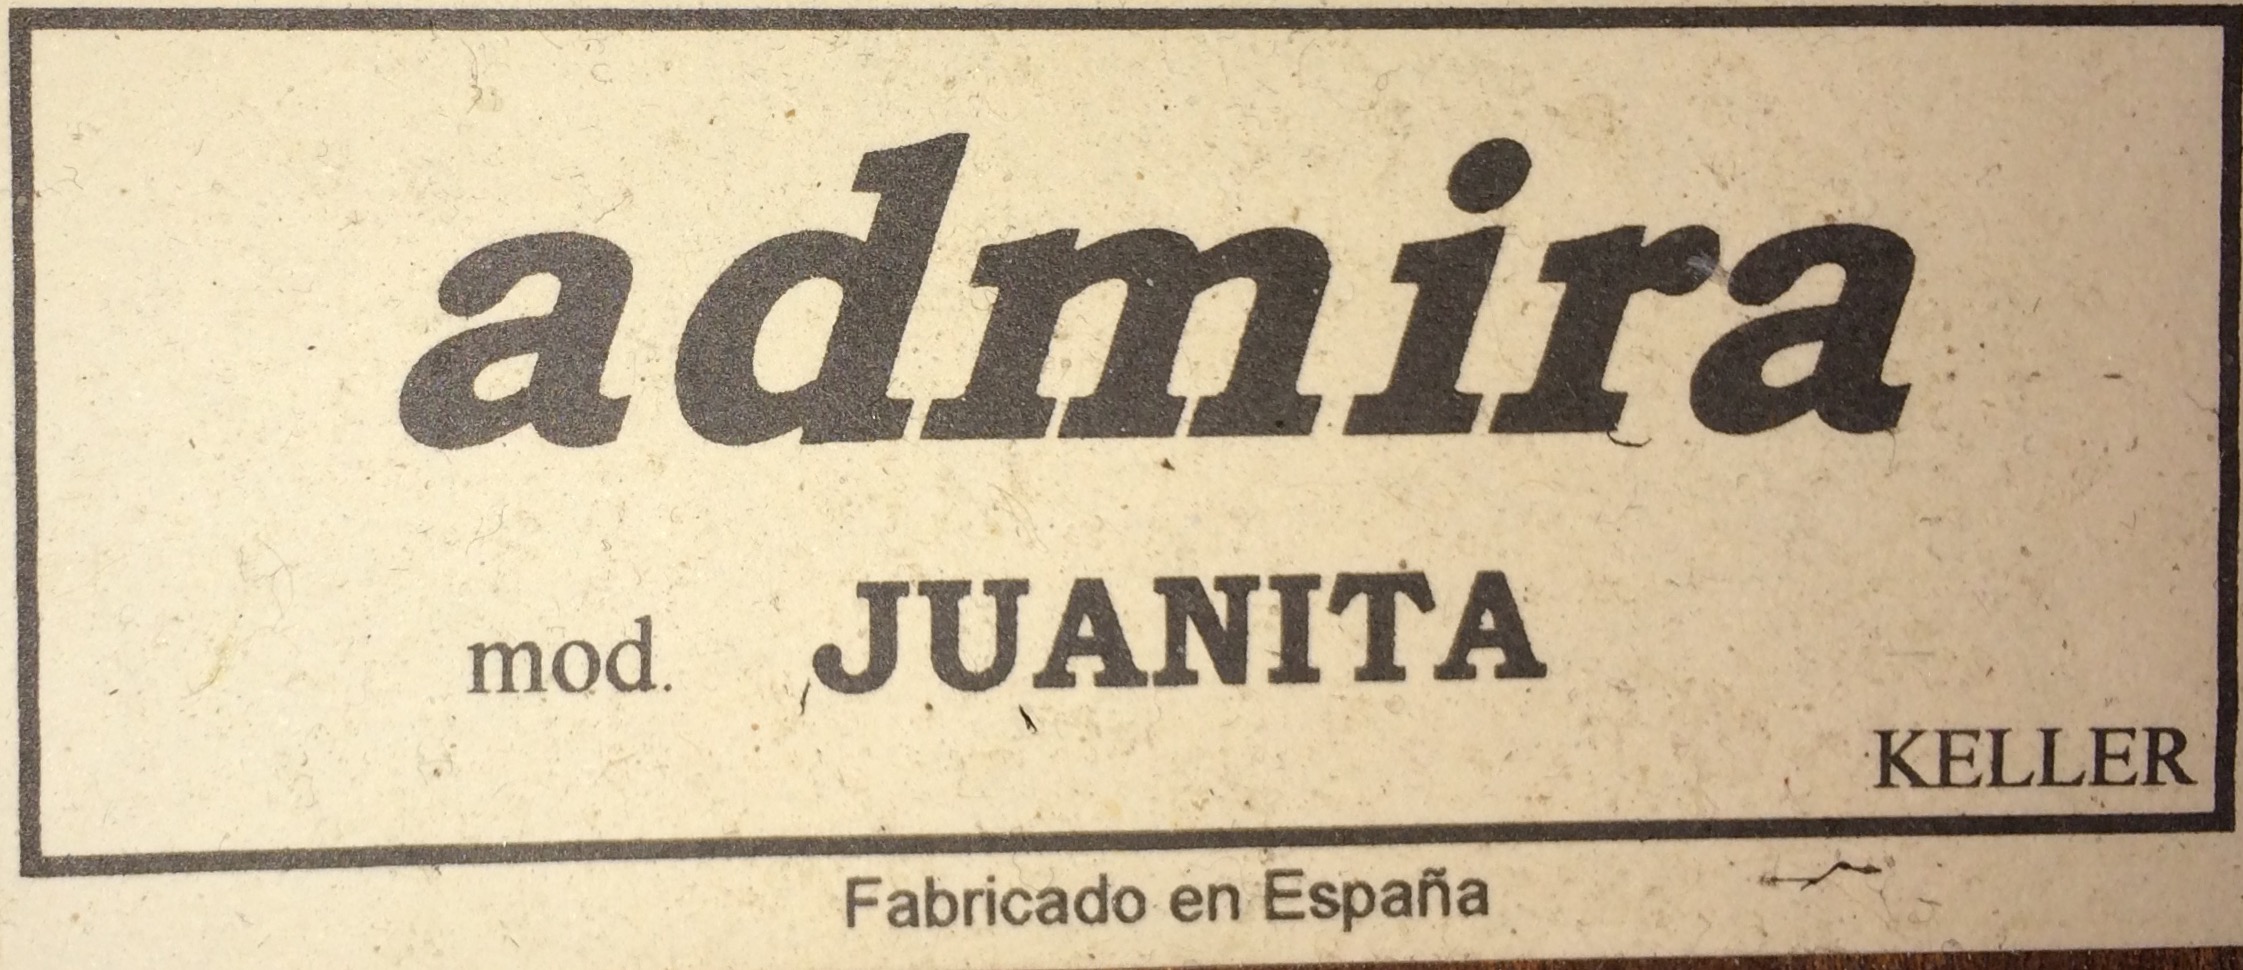 admira
mod. JUANITA
KELLER
Fabricado en España